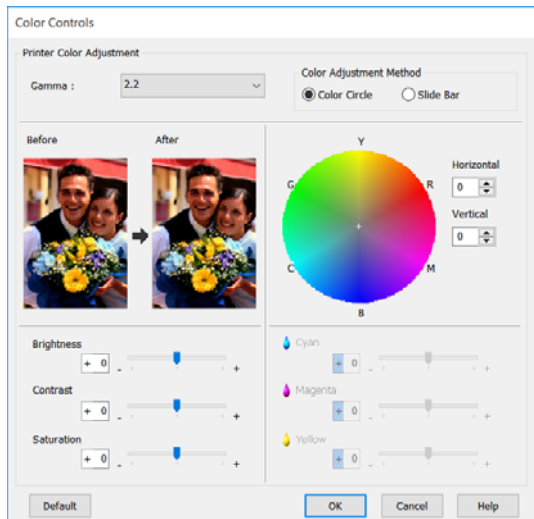 Color Controls
Printer Color Adjustment
Gamma :
2.2
Color Adjustment Method
Color Circle
Slide Bar
Before
After
Y
G
R
C
M
B
Horizontal
0
Vertical
0
Brightness
+ 0 - +
Contrast
+ 0 - +
Saturation
+ 0 - +
Cyan
+ 0 - +
Magenta
+ 0 - +
Yellow
+ 0 - +
Default
OK
Cancel
Help